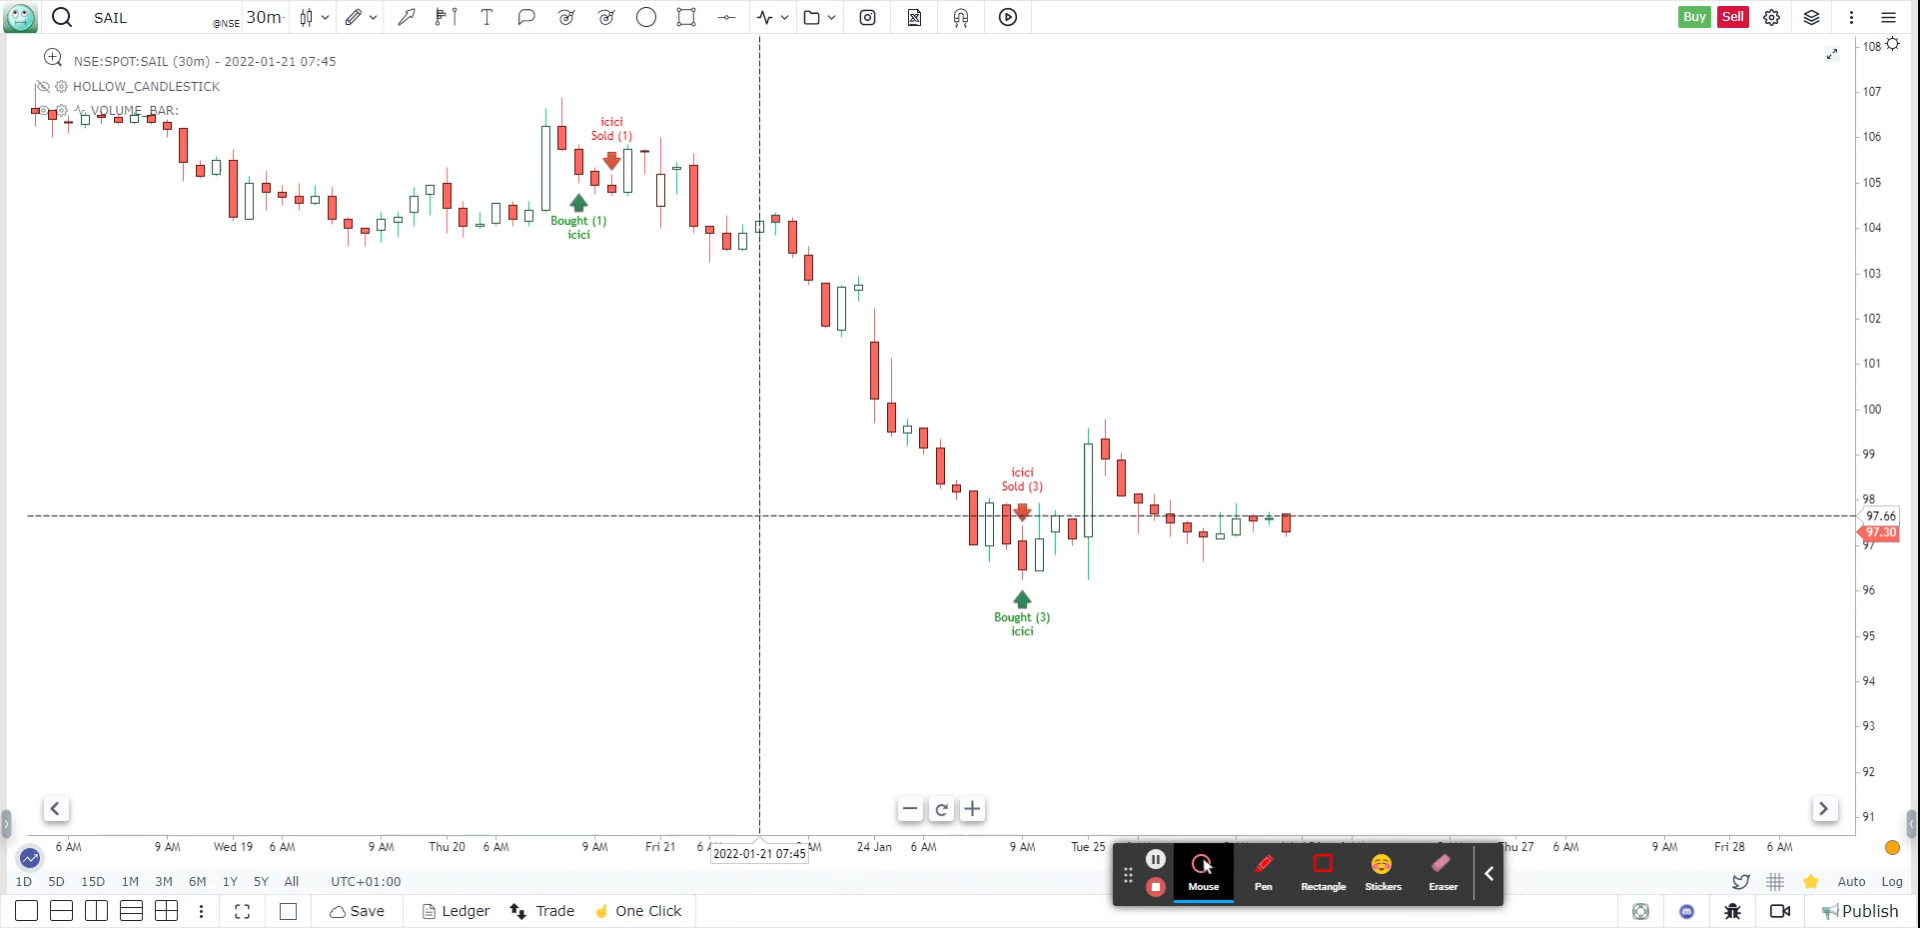 SAIL @NSE 30m Buy Sell
NSE:SPOT:SAIL (30m) - 2022-01-21 07:45
HOLLOW_CANDLESTICK
VOLUME_BAR:
icici
Sold (1)
Bought (1)
icici
icici
Sold (3)
Bought (3)
icici
108
107
106
105
104
103
102
101
100
99
98
97.66
97.30
97
96
95
94
93
92
91
6 AM 9 AM Wed 19 6 AM 9 AM Thu 20 6 AM 9 AM Fri 21 24 Jan 6 AM 9 AM Tue 25 Thu 27 6 AM 9 AM Fri 28 6 AM
2022-01-21 07:45
Mouse Pen Rectangle Stickers Eraser
1D 5D 15D 1M 3M 6M 1Y 5Y All UTC+01:00 Auto Log
Save Ledger Trade One Click Publish